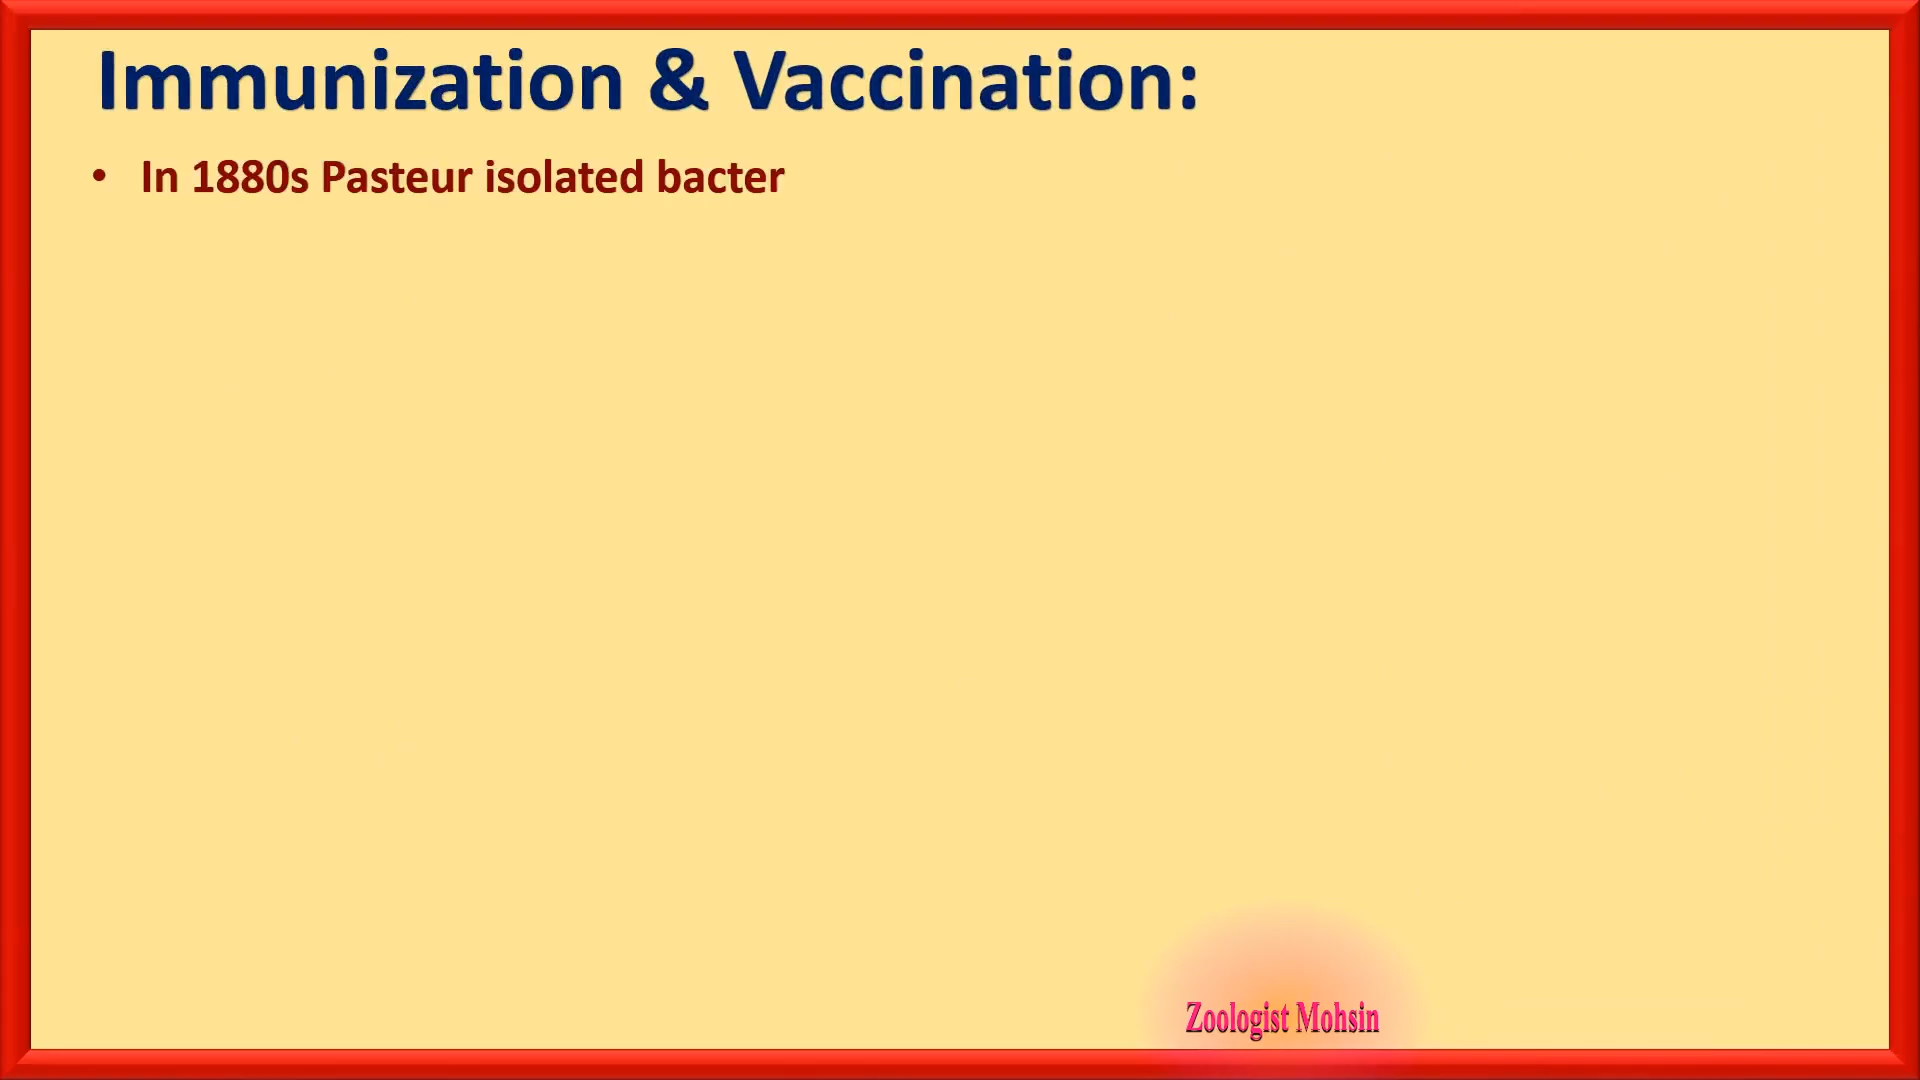 Immunization & Vaccination:
• In 1880s Pasteur isolated bacter
Zoologist Mohsin